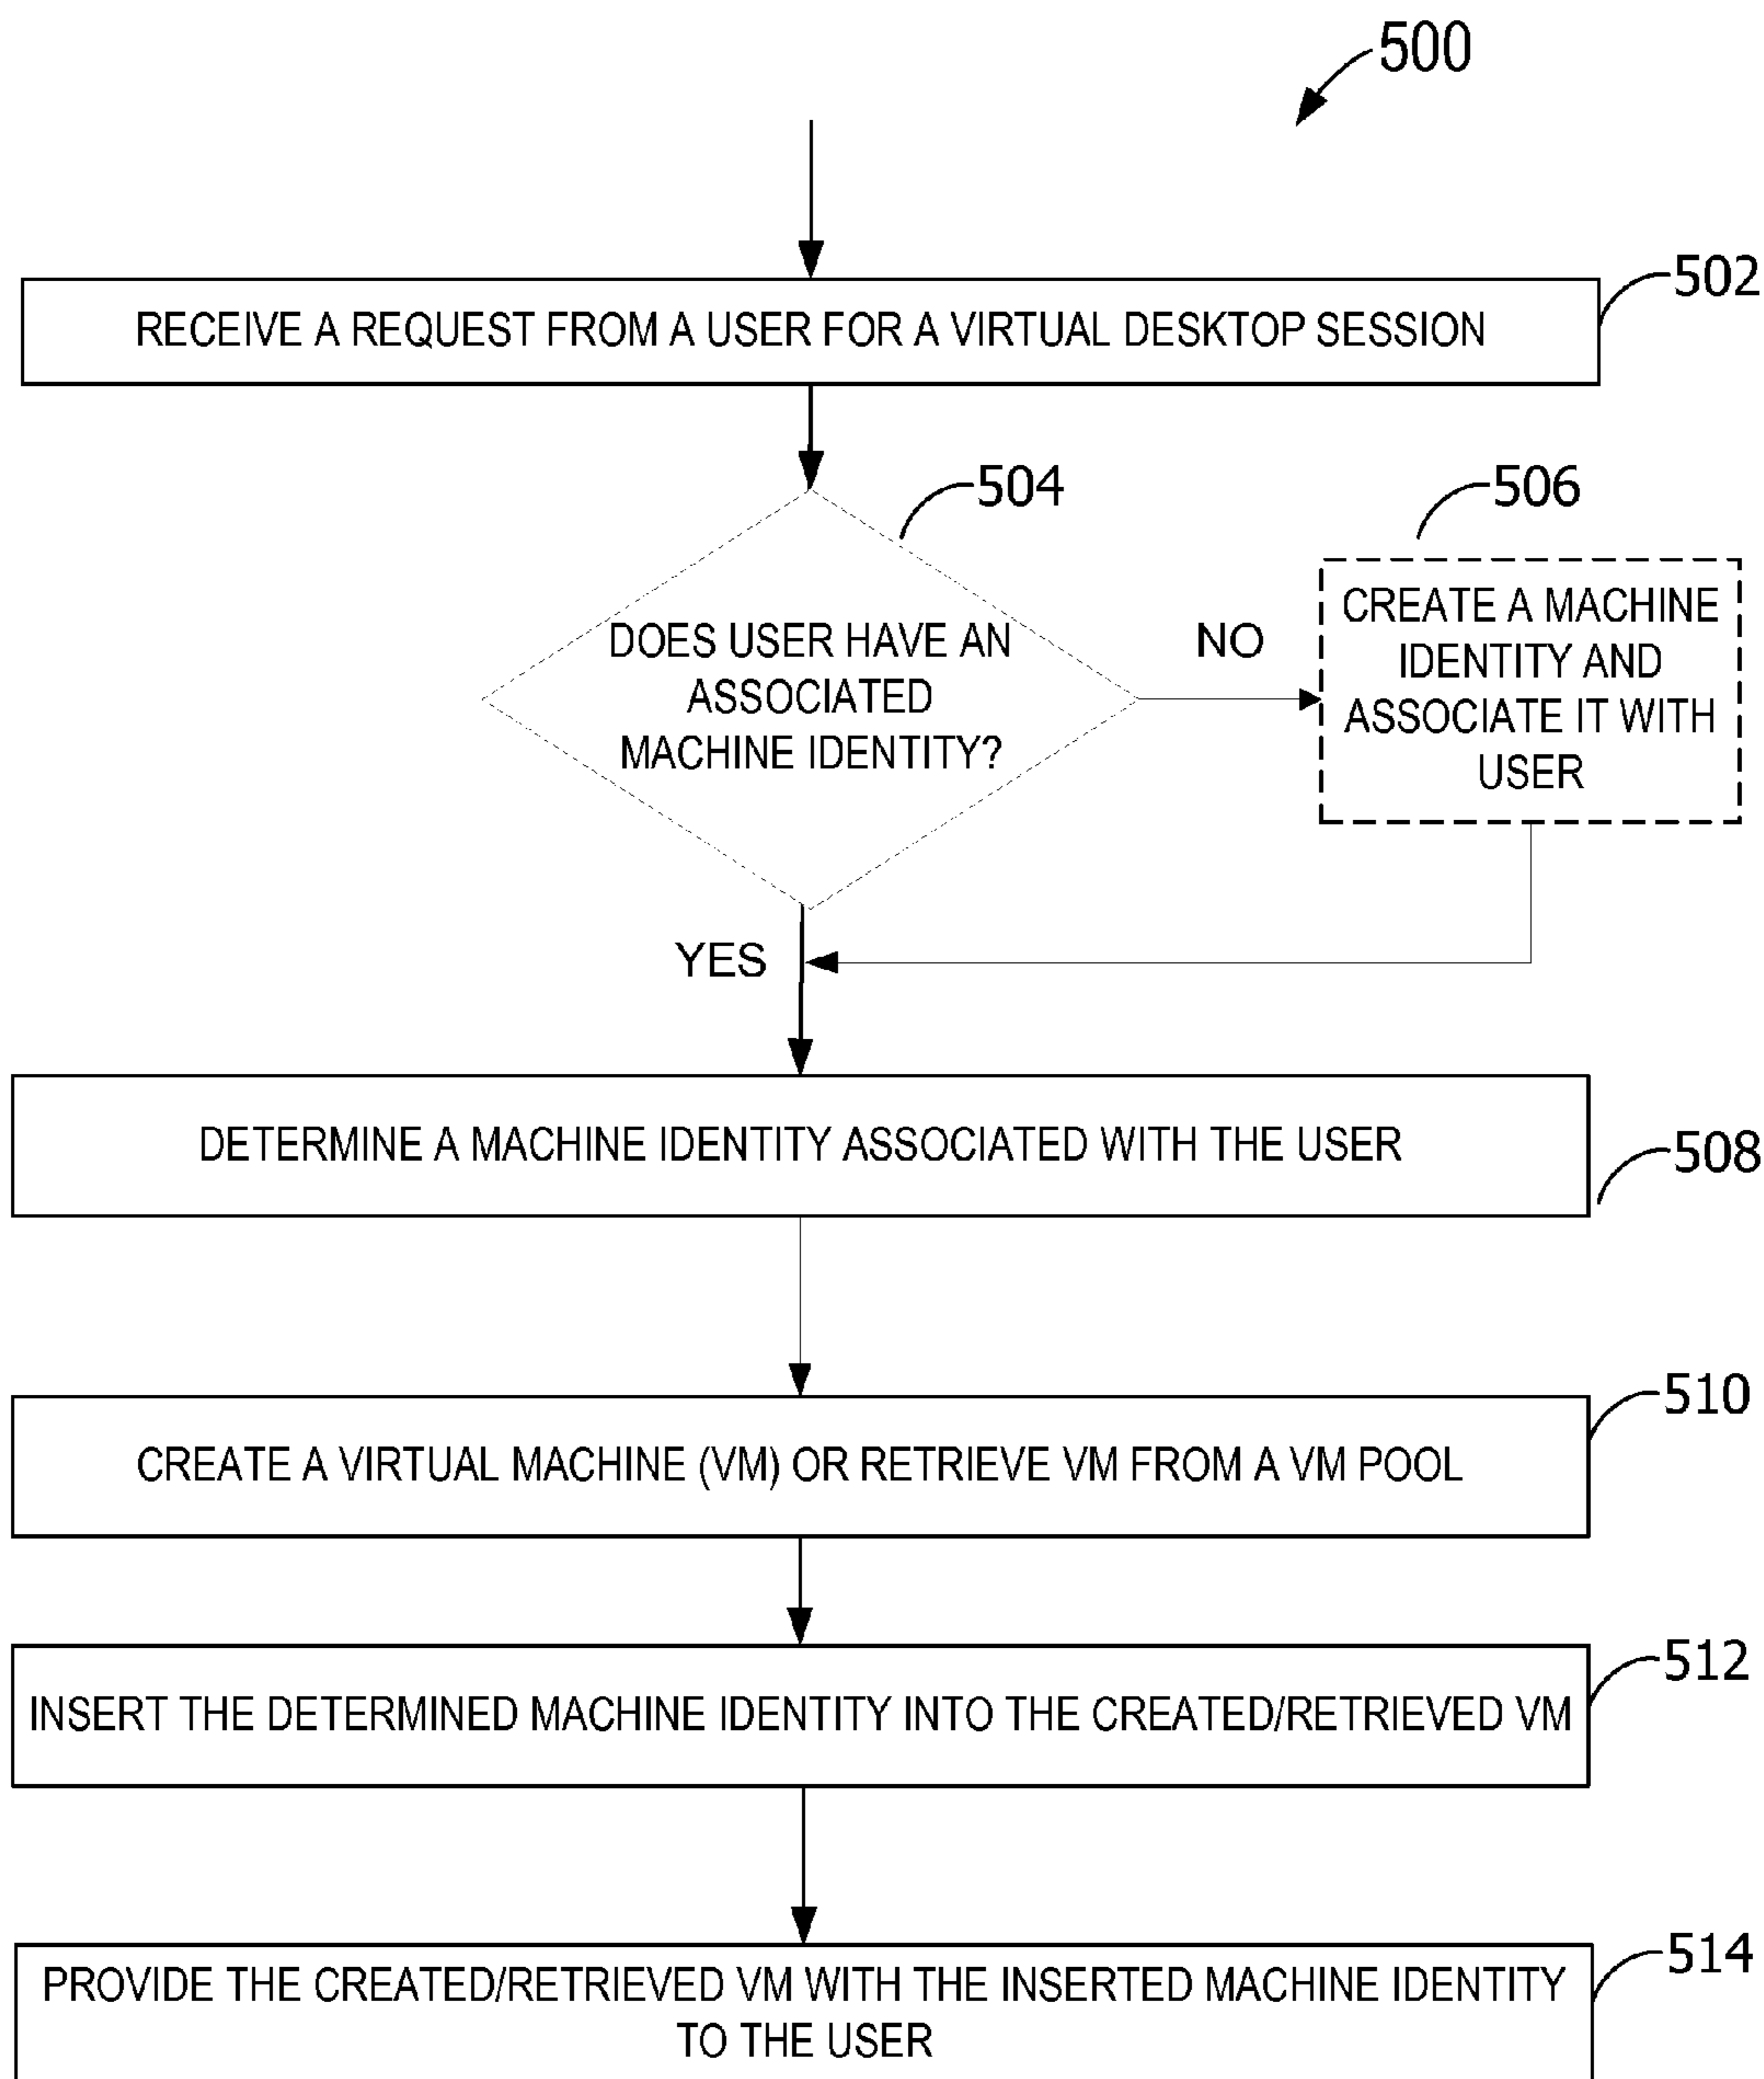 500
RECEIVE A REQUEST FROM A USER FOR A VIRTUAL DESKTOP SESSION
502
504
DOES USER HAVE AN
ASSOCIATED
MACHINE IDENTITY?
NO
506
CREATE A MACHINE
IDENTITY AND
ASSOCIATE IT WITH
USER
YES
DETERMINE A MACHINE IDENTITY ASSOCIATED WITH THE USER
508
CREATE A VIRTUAL MACHINE (VM) OR RETRIEVE VM FROM A VM POOL
510
INSERT THE DETERMINED MACHINE IDENTITY INTO THE CREATED/RETRIEVED VM
512
PROVIDE THE CREATED/RETRIEVED VM WITH THE INSERTED MACHINE IDENTITY
TO THE USER
514